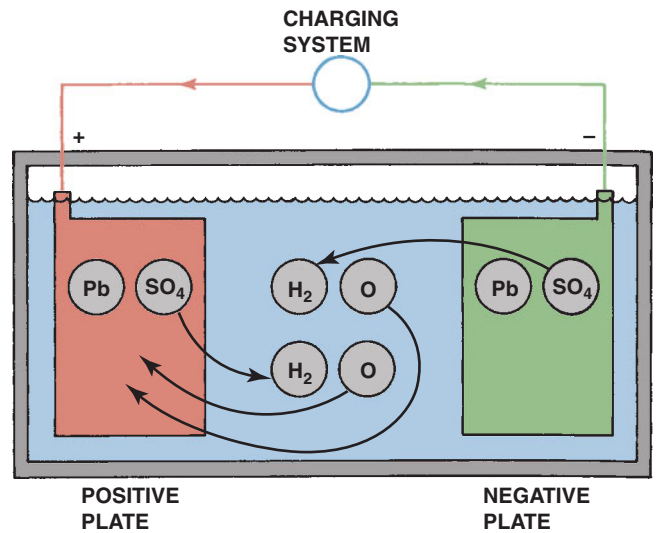 CHARGING
SYSTEM
+ −
Pb SO₄ H₂ O Pb SO₄
H₂ O
POSITIVE
PLATE
NEGATIVE
PLATE